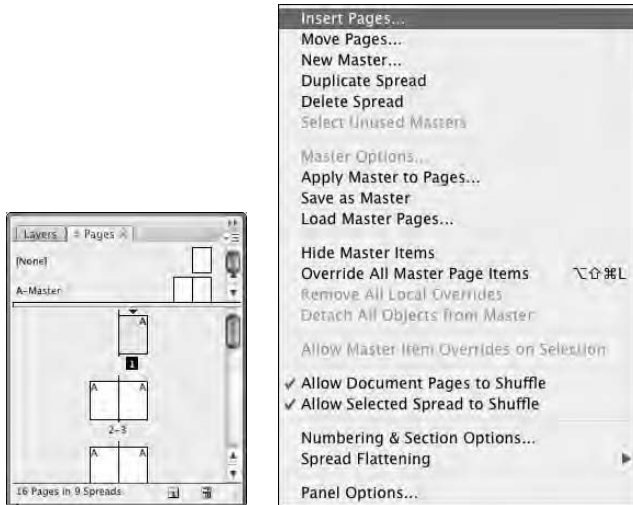 Layers
Pages
[None]
A-Master
A
1
A A
2-3
A A
16 Pages in 9 Spreads
Insert Pages...
Move Pages...
New Master...
Duplicate Spread
Delete Spread
Select Unused Masters
Master Options...
Apply Master to Pages...
Save as Master
Load Master Pages...
Hide Master Items
Override All Master Page Items ⌥⇧⌘L
Remove All Local Overrides
Detach All Objects from Master
Allow Master Item Overrides on Selection
✓ Allow Document Pages to Shuffle
✓ Allow Selected Spread to Shuffle
Numbering & Section Options...
Spread Flattening
Panel Options...